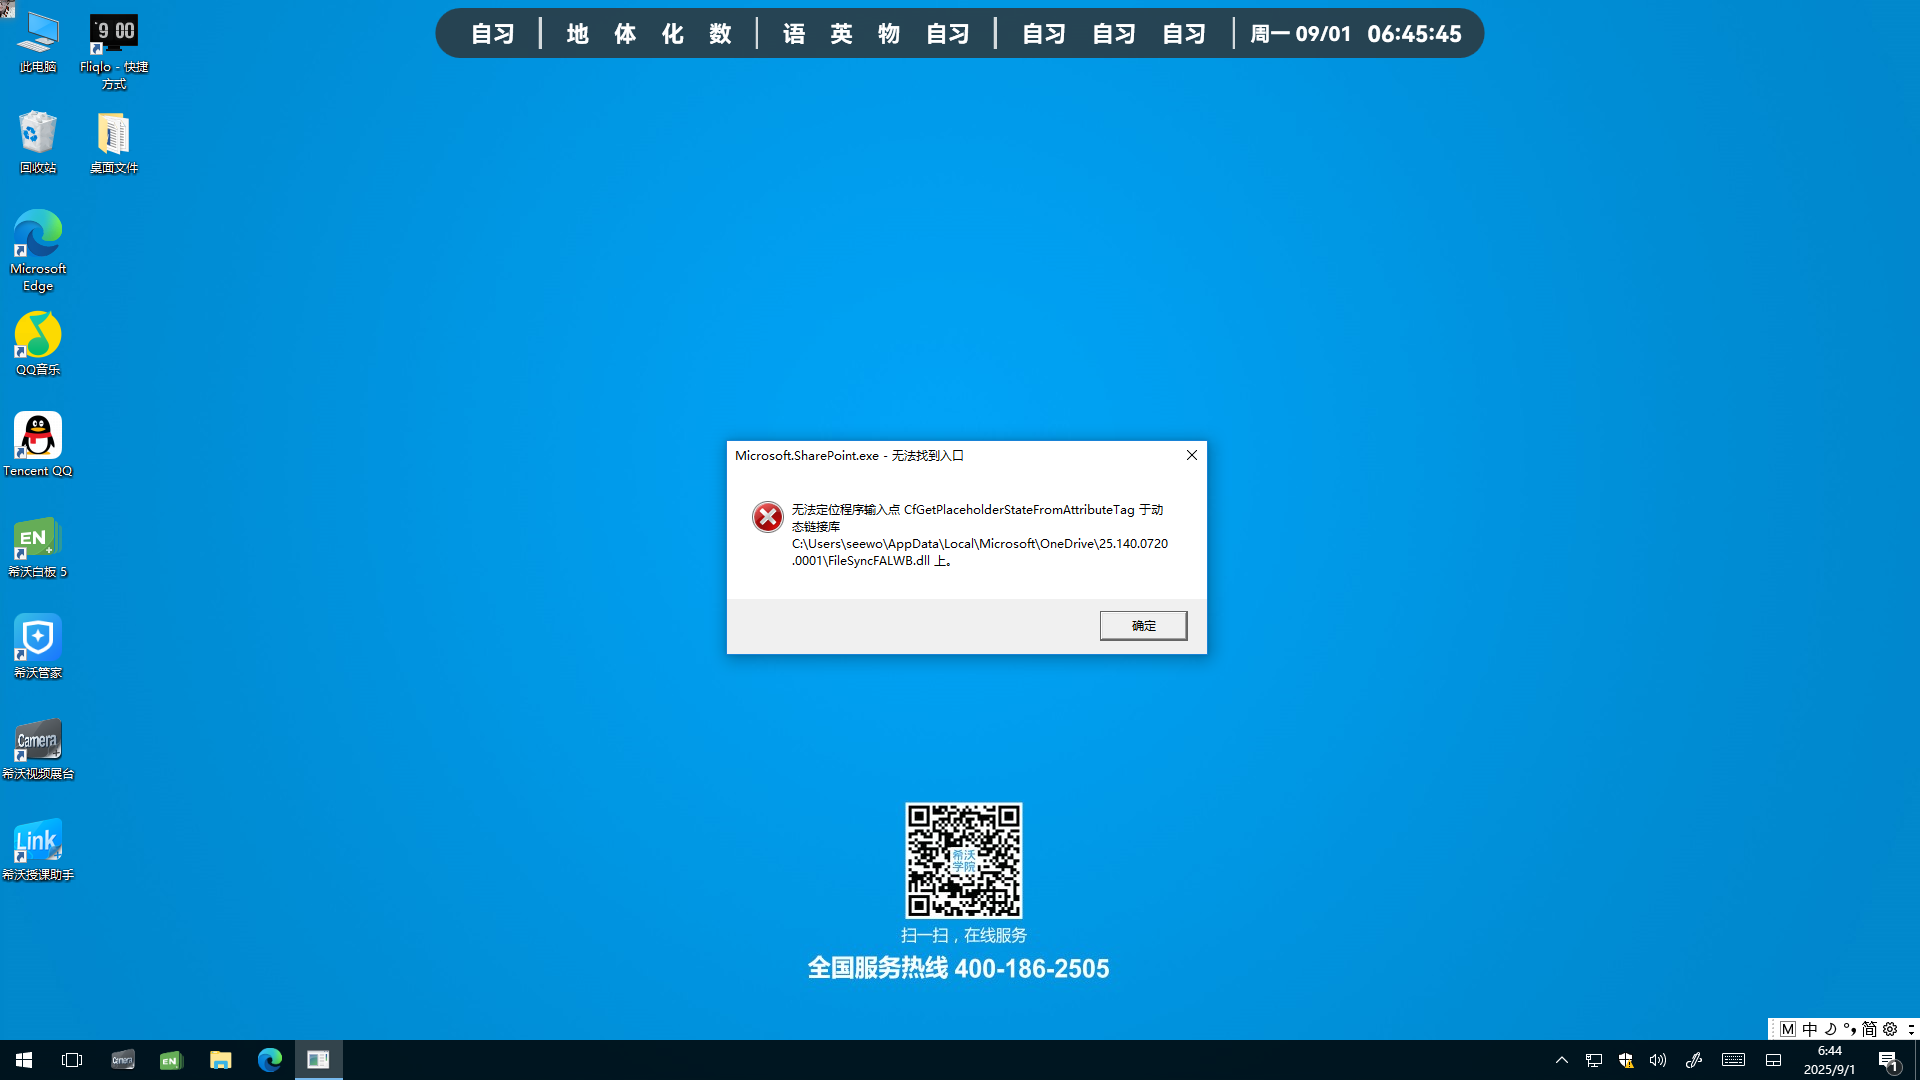 自习 | 地 体 化 数 | 语 英 物 自习 | 自习 自习 自习 | 周一 09/01 06:45:45
此电脑
9 00
Fliqlo - 快捷
方式
回收站
桌面文件
Microsoft
Edge
QQ音乐
Tencent QQ
EN
希沃白板 5
希沃管家
Camera
希沃视频展台
Link
希沃授课助手
Microsoft.SharePoint.exe - 无法找到入口
无法定位程序输入点 CfGetPlaceholderStateFromAttributeTag 于动
态链接库
C:\Users\seewo\AppData\Local\Microsoft\OneDrive\25.140.0720
.0001\FileSyncFALWB.dll 上。
确定
希沃
学院
扫一扫，在线服务
全国服务热线 400-186-2505
M 中 简
Camera
EN
6:44
2025/9/1
1